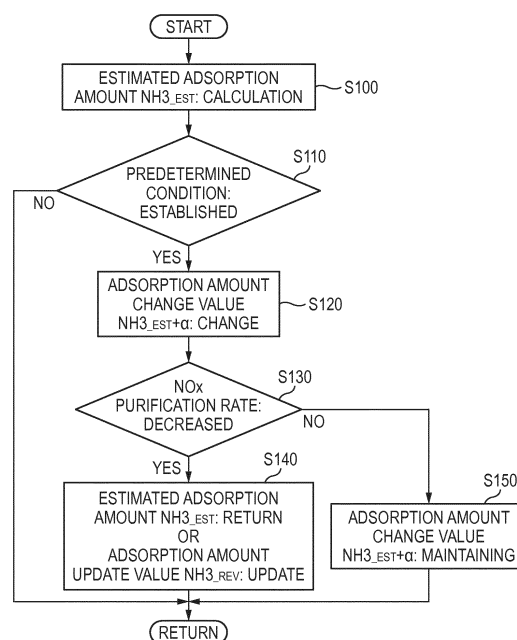 START
ESTIMATED ADSORPTION
AMOUNT NH3_EST: CALCULATION
S100
S110
PREDETERMINED
CONDITION:
ESTABLISHED
NO
YES
ADSORPTION AMOUNT
CHANGE VALUE
NH3_EST+α: CHANGE
S120
S130
NOx
PURIFICATION RATE:
DECREASED
NO
YES
S140
ESTIMATED ADSORPTION
AMOUNT NH3_EST: RETURN
OR
ADSORPTION AMOUNT
UPDATE VALUE NH3_REV: UPDATE
S150
ADSORPTION AMOUNT
CHANGE VALUE
NH3_EST+α: MAINTAINING
RETURN